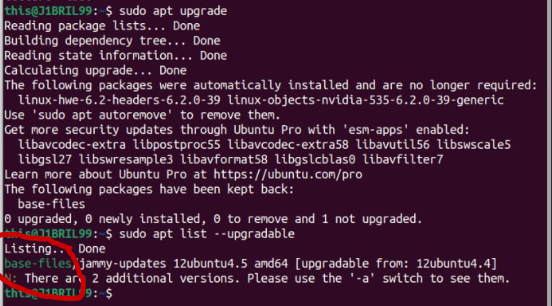 this@J1BRIL99:~$ sudo apt upgrade
Reading package lists... Done
Building dependency tree... Done
Reading state information... Done
Calculating upgrade... Done
The following packages were automatically installed and are no longer required:
  linux-hwe-6.2-headers-6.2.0-39 linux-objects-nvidia-535-6.2.0-39-generic
Use 'sudo apt autoremove' to remove them.
Get more security updates through Ubuntu Pro with 'esm-apps' enabled:
  libavcodec-extra libpostproc55 libavcodec-extra58 libavutil56 libswscale5
  libgsl27 libswresample3 libavformat58 libgslcblas0 libavfilter7
Learn more about Ubuntu Pro at https://ubuntu.com/pro
The following packages have been kept back:
  base-files
0 upgraded, 0 newly installed, 0 to remove and 1 not upgraded.
this@J1BRIL99:~$ sudo apt list --upgradable
Listing... Done
base-files/jammy-updates 12ubuntu4.5 amd64 [upgradable from: 12ubuntu4.4]
N: There are 2 additional versions. Please use the '-a' switch to see them.
this@J1BRIL99:~$